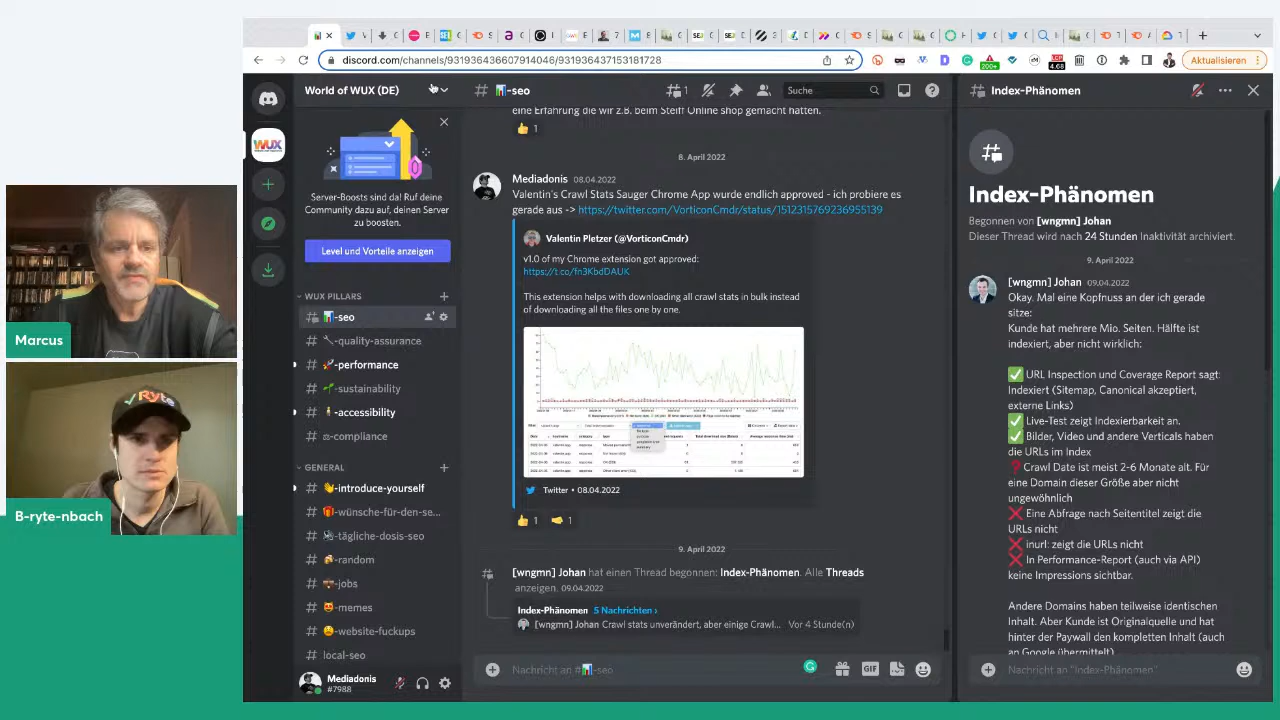 discord.com/channels/931936436607914046/931936437153181728
Aktualisieren
200+
4.68
World of WUX (DE)
WUX
Server-Boosts sind da! Ruf deine
Community dazu auf, deinen Server
zu boosten.
Level und Vorteile anzeigen
WUX PILLARS
-seo
-quality-assurance
-performance
-sustainability
-accessibility
-compliance
GENERAL
-introduce-yourself
-wünsche-für-den-se...
-tägliche-dosis-seo
-random
-jobs
-memes
-website-fuckups
local-seo
Mediadonis
#7988
# -seo
1
Suche
eine Erfahrung die wir z.B. beim Steiff Online shop gemacht hatten.
1
8. April 2022
Mediadonis 08.04.2022
Valentin's Crawl Stats Sauger Chrome App wurde endlich approved - ich probiere es
gerade aus -> https://twitter.com/VorticonCmdr/status/1512315769236955139
Valentin Pletzer (@VorticonCmdr)
v1.0 of my Chrome extension got approved:
https://t.co/fn3KbdDAUK
This extension helps with downloading all crawl stats in bulk instead
of downloading all the files one by one.
Twitter • 08.04.2022
1 1
9. April 2022
[wngmn] Johan hat einen Thread begonnen: Index-Phänomen. Alle Threads
anzeigen. 09.04.2022
Index-Phänomen 5 Nachrichten ›
[wngmn] Johan Crawl stats unverändert, aber einige Crawl... Vor 4 Stunde(n)
Nachricht an # -seo
GIF
Index-Phänomen
Index-Phänomen
Begonnen von [wngmn] Johan
Dieser Thread wird nach 24 Stunden Inaktivität archiviert.
9. April 2022
[wngmn] Johan 09.04.2022
Okay. Mal eine Kopfnuss an der ich gerade
sitze:
Kunde hat mehrere Mio. Seiten. Hälfte ist
indexiert, aber nicht wirklich:
✅ URL Inspection und Coverage Report sagt:
Indexiert (Sitemap, Canonical akzeptiert,
externe Links)
✅ Live-Test zeigt Indexierbarkeit an.
✅ Bilder, Video und andere Verticals haben
die URLs im Index
❓ Crawl Date ist meist 2-6 Monate alt. Für
eine Domain dieser Größe aber nicht
ungewöhnlich
❌ Eine Abfrage nach Seitentitel zeigt die
URLs nicht
❌ inurl: zeigt die URLs nicht
❌ In Performance-Report (auch via API)
keine Impressions sichtbar.
Andere Domains haben teilweise identischen
Inhalt. Aber Kunde ist Originalquelle und hat
hinter der Paywall den kompletten Inhalt (auch
an Google übermittelt)
Nachricht an "Index-Phänomen"
Marcus
Ryte
B-ryte-nbach